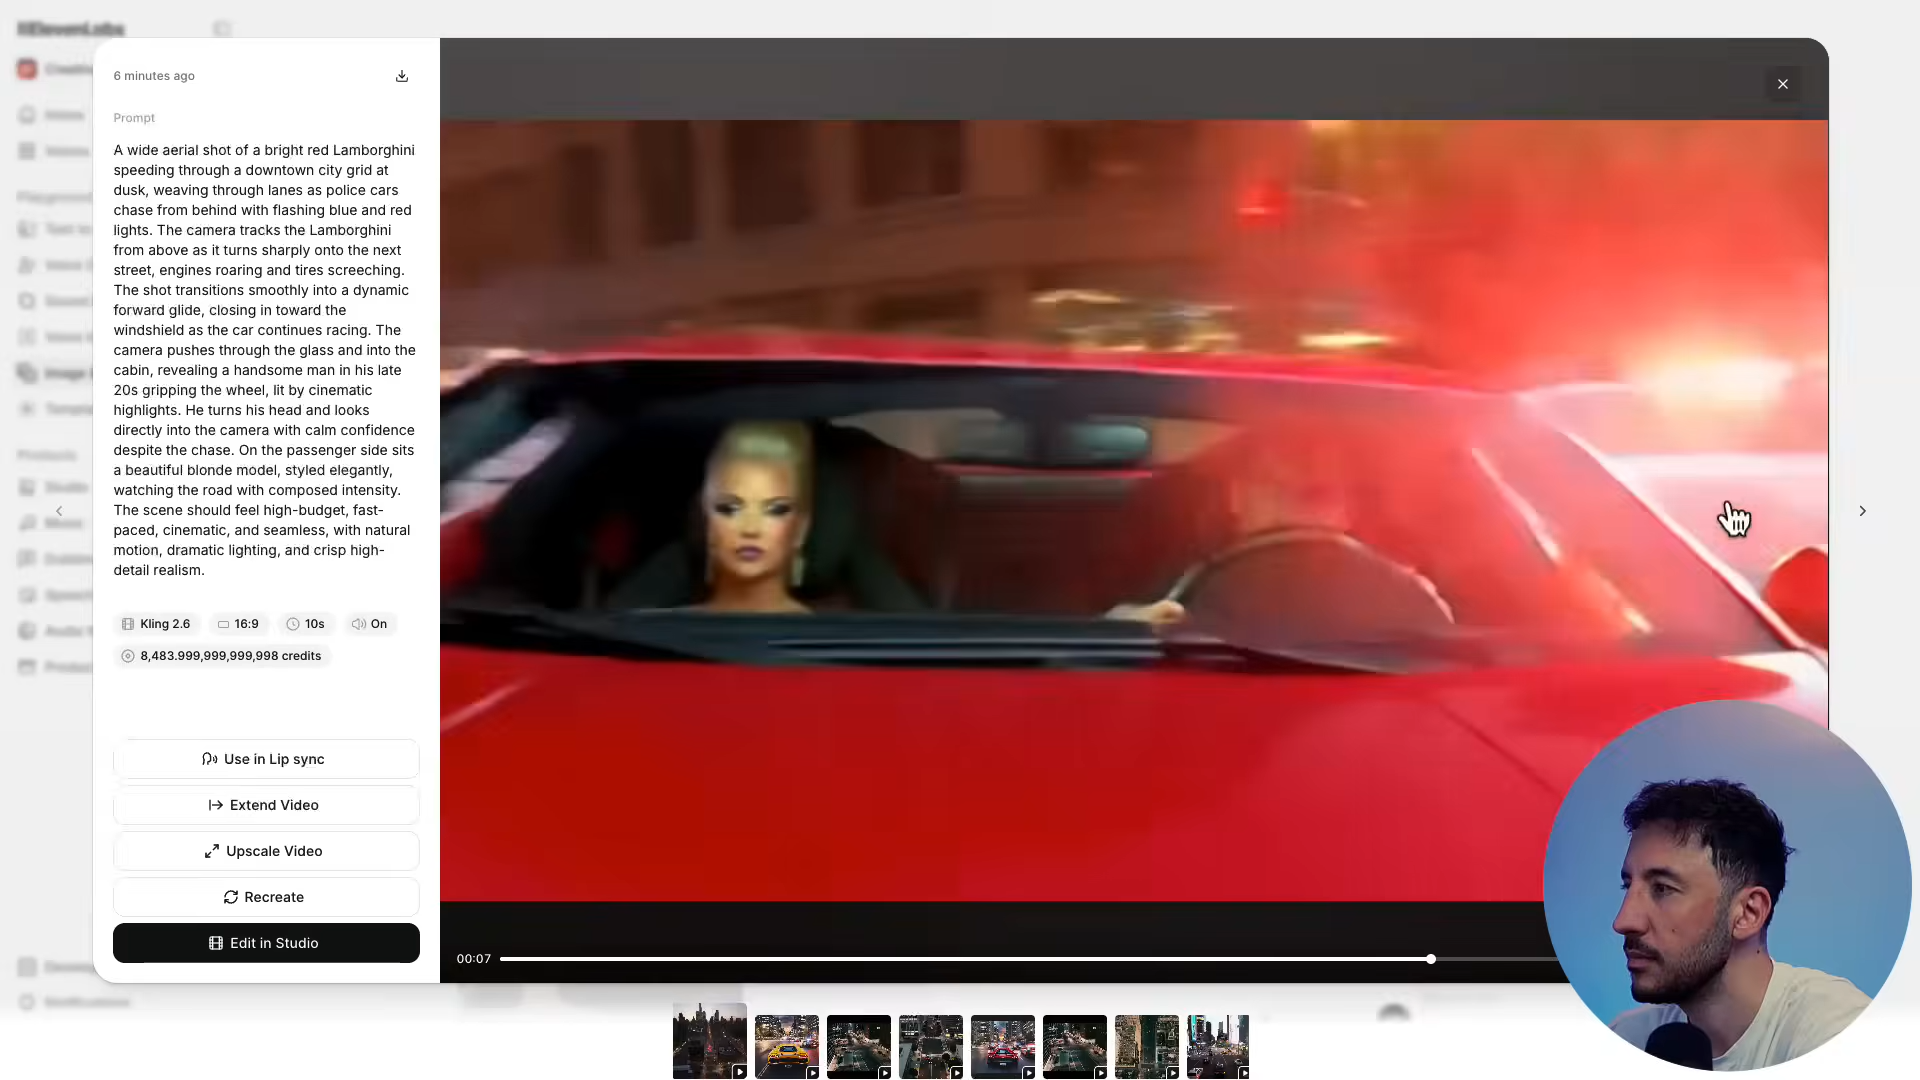 ElevenLabs
6 minutes ago
Prompt
A wide aerial shot of a bright red Lamborghini
speeding through a downtown city grid at
dusk, weaving through lanes as police cars
chase from behind with flashing blue and red
lights. The camera tracks the Lamborghini
from above as it turns sharply onto the next
street, engines roaring and tires screeching.
The shot transitions smoothly into a dynamic
forward glide, closing in toward the
windshield as the car continues racing. The
camera pushes through the glass and into the
cabin, revealing a handsome man in his late
20s gripping the wheel, lit by cinematic
highlights. He turns his head and looks
directly into the camera with calm confidence
despite the chase. On the passenger side sits
a beautiful blonde model, styled elegantly,
watching the road with composed intensity.
The scene should feel high-budget, fast-
paced, cinematic, and seamless, with natural
motion, dramatic lighting, and crisp high-
detail realism.
Kling 2.6 16:9 10s On
8,483.999,999,999,998 credits
Use in Lip sync
Extend Video
Upscale Video
Recreate
Edit in Studio
00:07